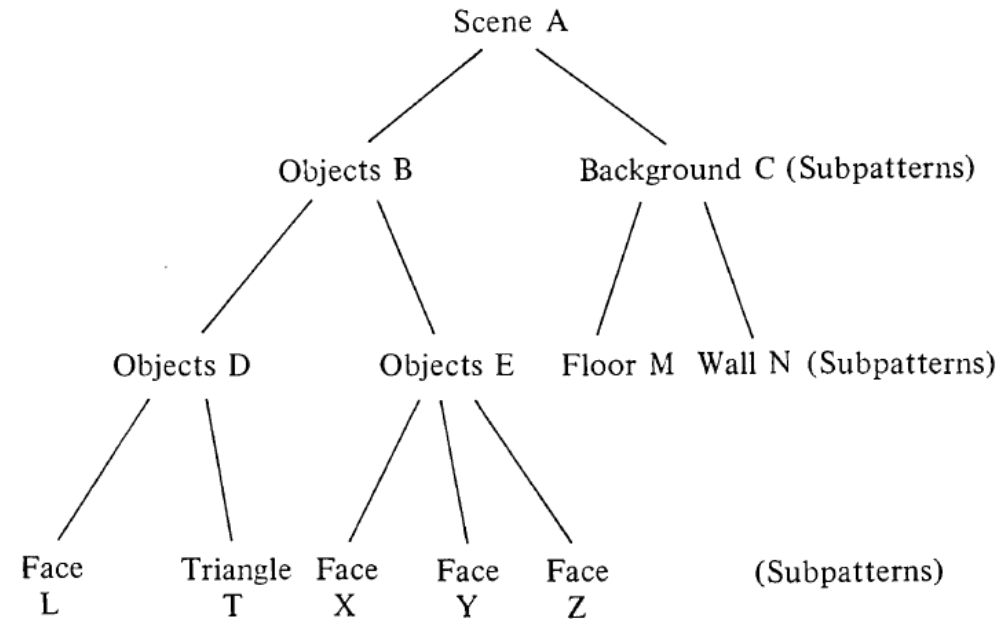 Scene A
Objects B Background C (Subpatterns)
Objects D Objects E Floor M Wall N (Subpatterns)
Face Triangle Face Face Face (Subpatterns)
L T X Y Z